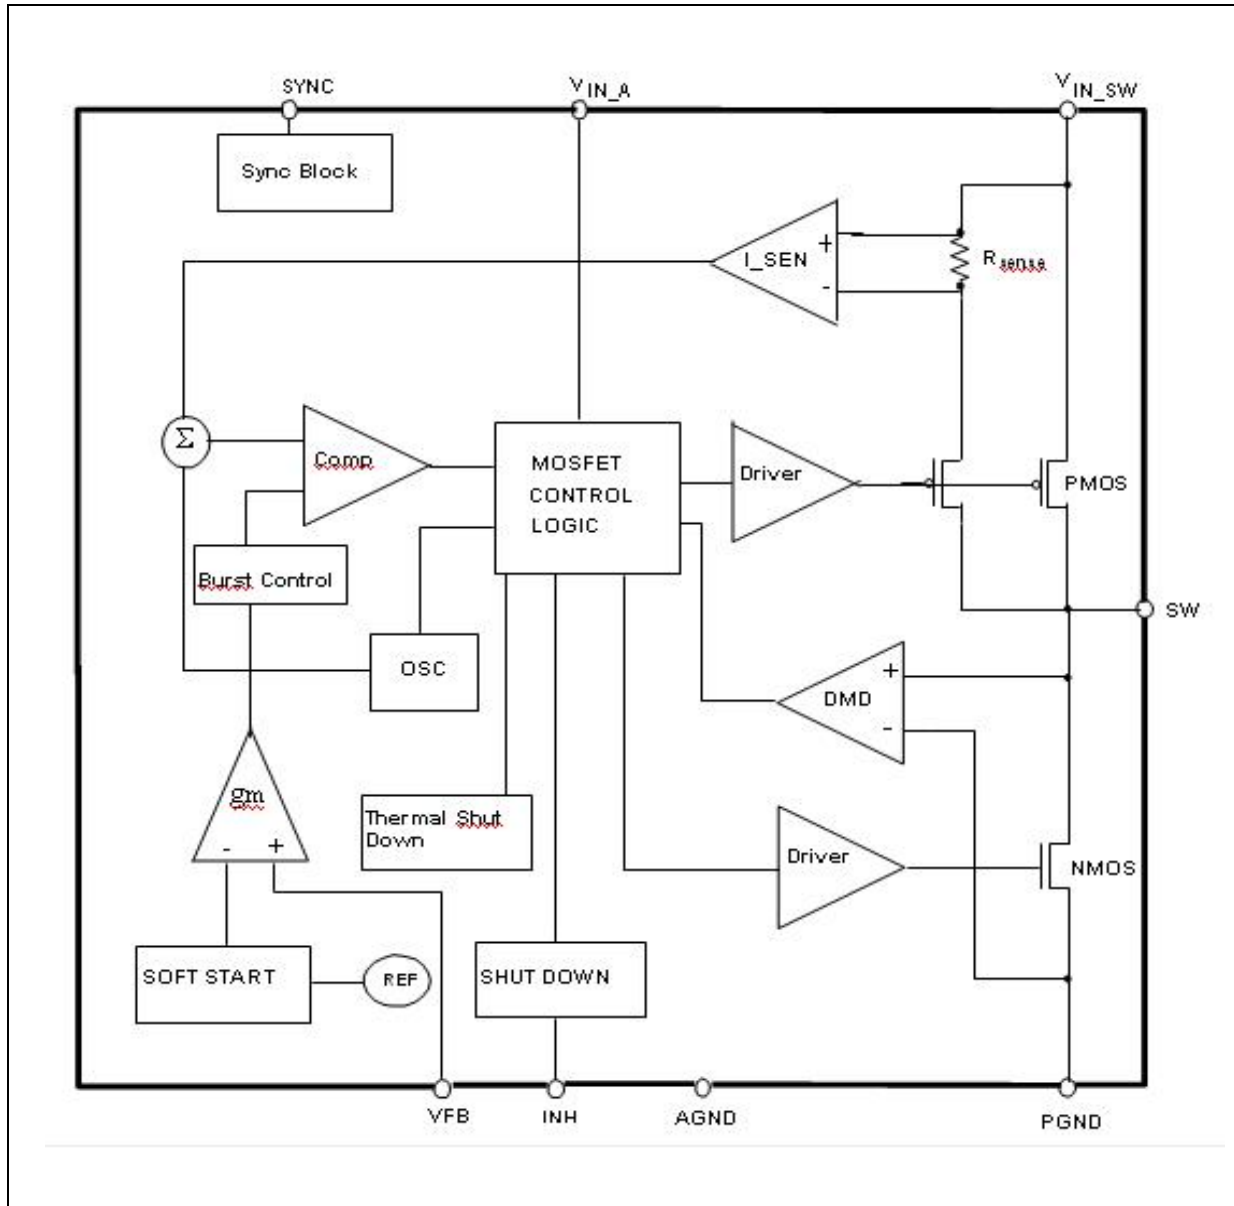 SYNC
VIN_A
VIN_SW
Sync Block
I_SEN
+
-
Rsense
Σ
Comp
MOSFET
CONTROL
LOGIC
Driver
PMOS
Burst Control
SW
OSC
DMD
+
-
gm
-
+
Thermal Shut
Down
Driver
NMOS
SOFT START
REF
SHUT DOWN
VFB
INH
AGND
PGND